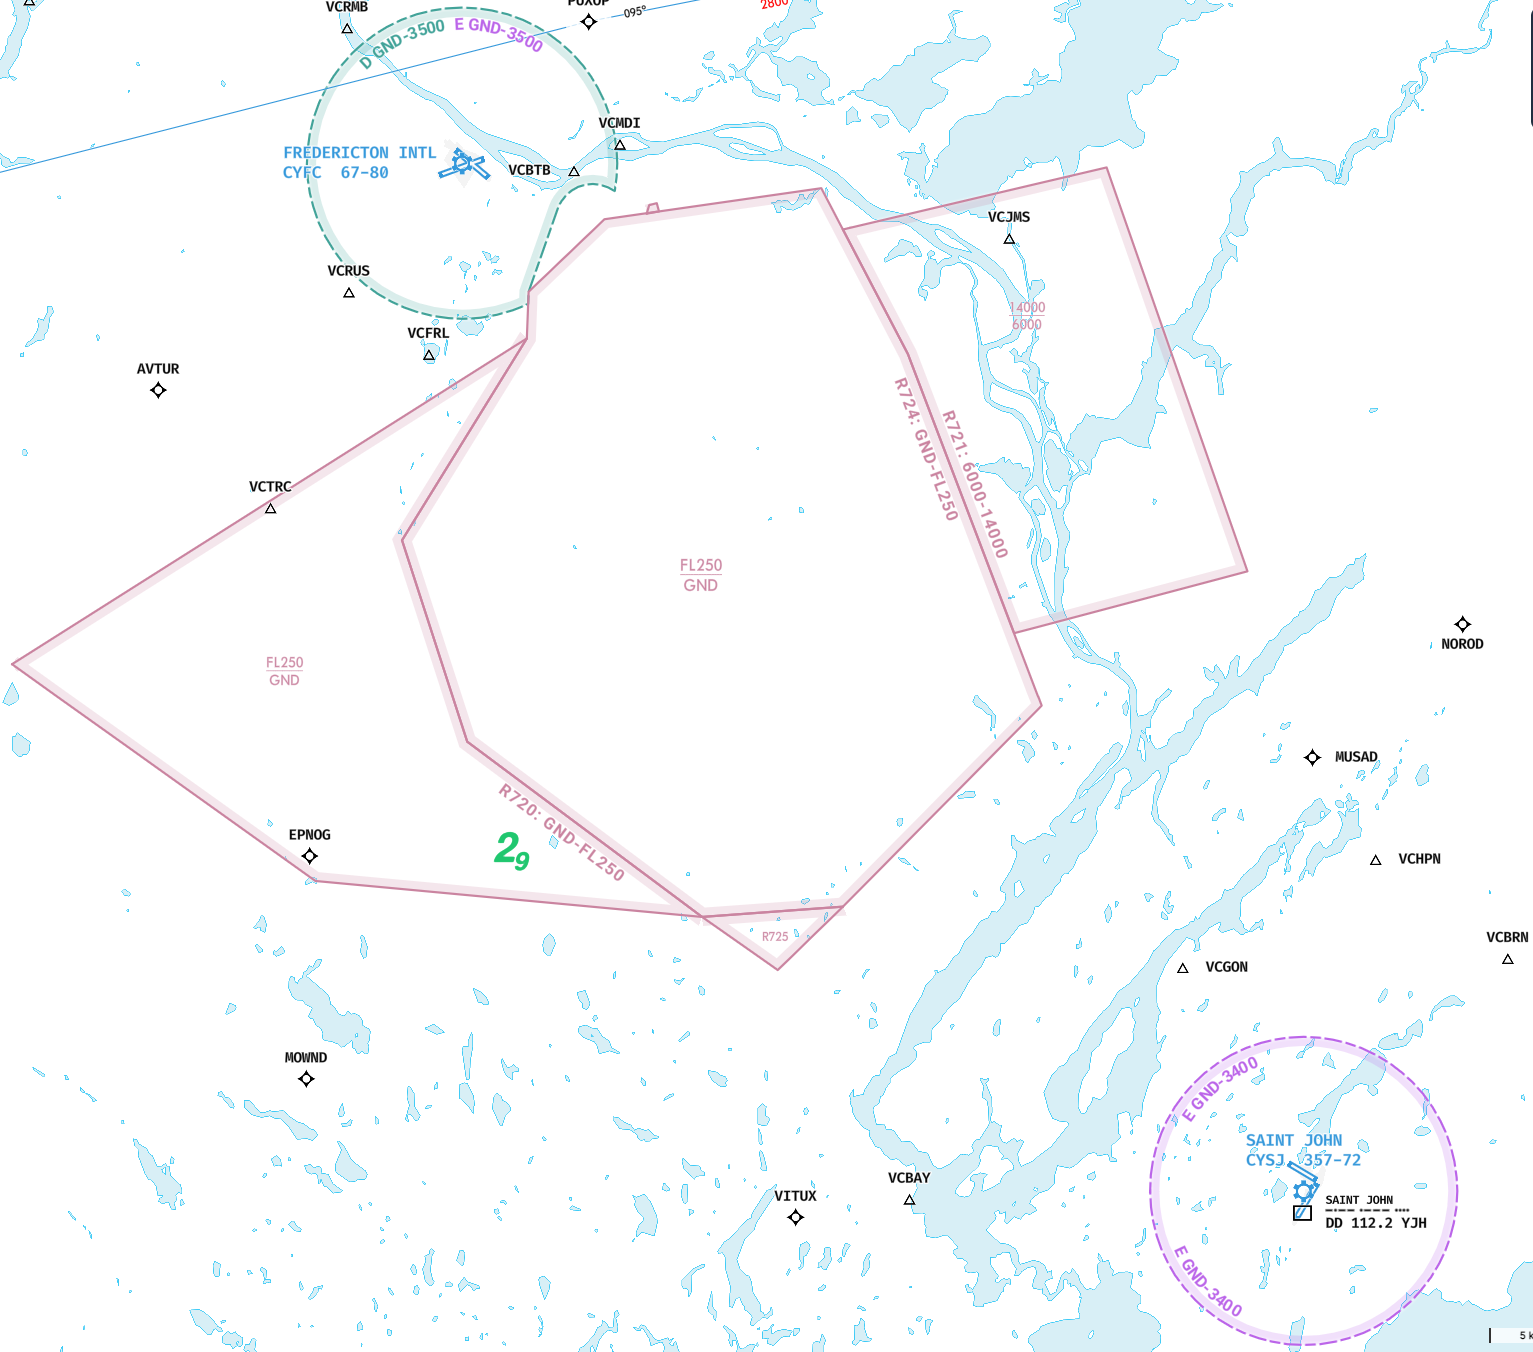 VCRMB
095°
2800
D GND-3500 E GND-3500
VCMDI
FREDERICTON INTL
CYFC 67-80
VCBTB
VCJMS
VCRUS
14000
6000
VCFRL
AVTUR
R724: GND-FL250
R721: 6000-14000
VCTRC
FL250
GND
NOROD
FL250
GND
MUSAD
R720: GND-FL250
EPNOG
29
VCHPN
R725
VCBRN
VCGON
MOWND
E GND-3400
SAINT JOHN
CYSJ 357-72
VCBAY
VITUX
SAINT JOHN
DD 112.2 YJH
E GND-3400